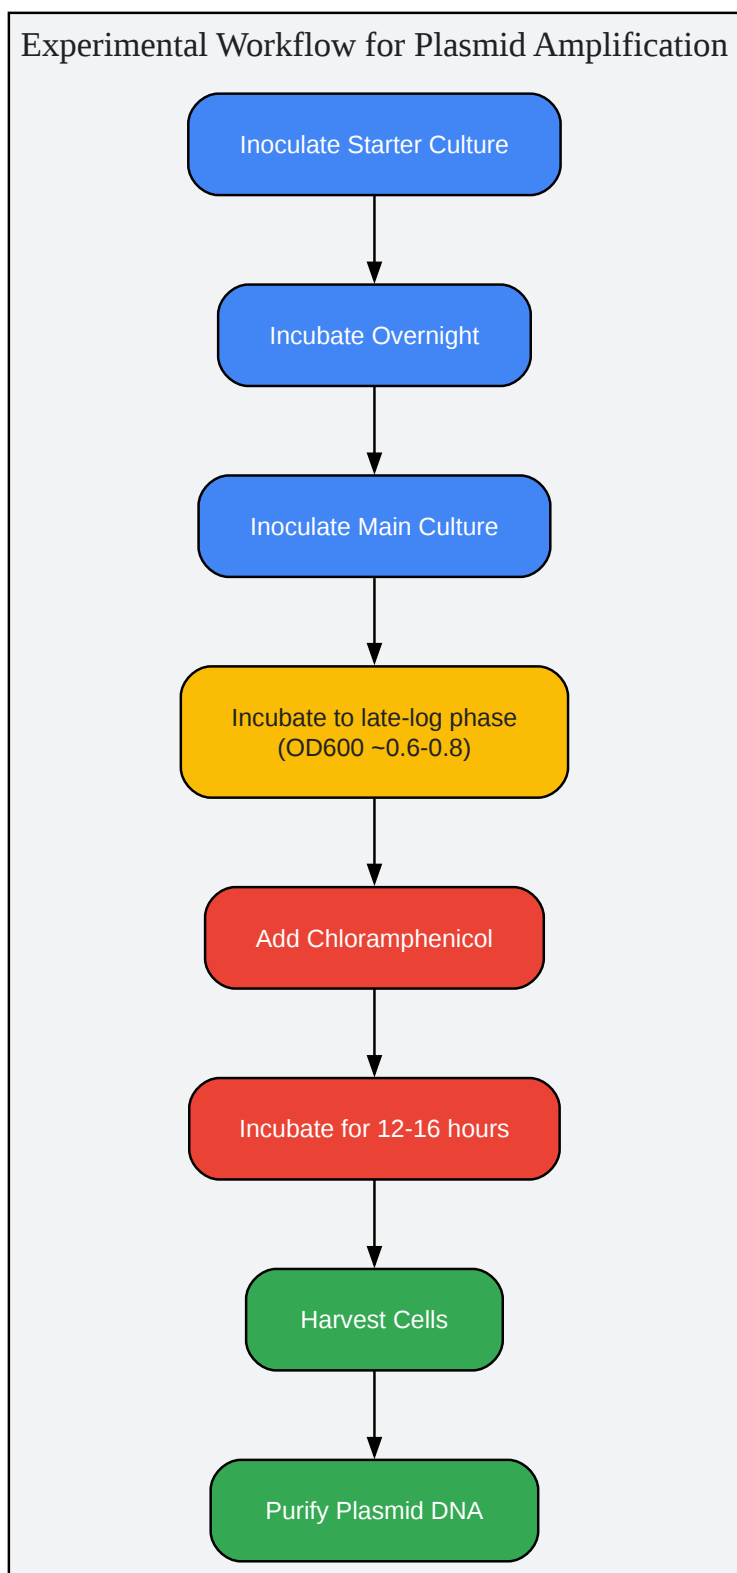 Experimental Workflow for Plasmid Amplification
Inoculate Starter Culture
Incubate Overnight
Inoculate Main Culture
Incubate to late-log phase
(OD600 ~0.6-0.8)
Add Chloramphenicol
Incubate for 12-16 hours
Harvest Cells
Purify Plasmid DNA